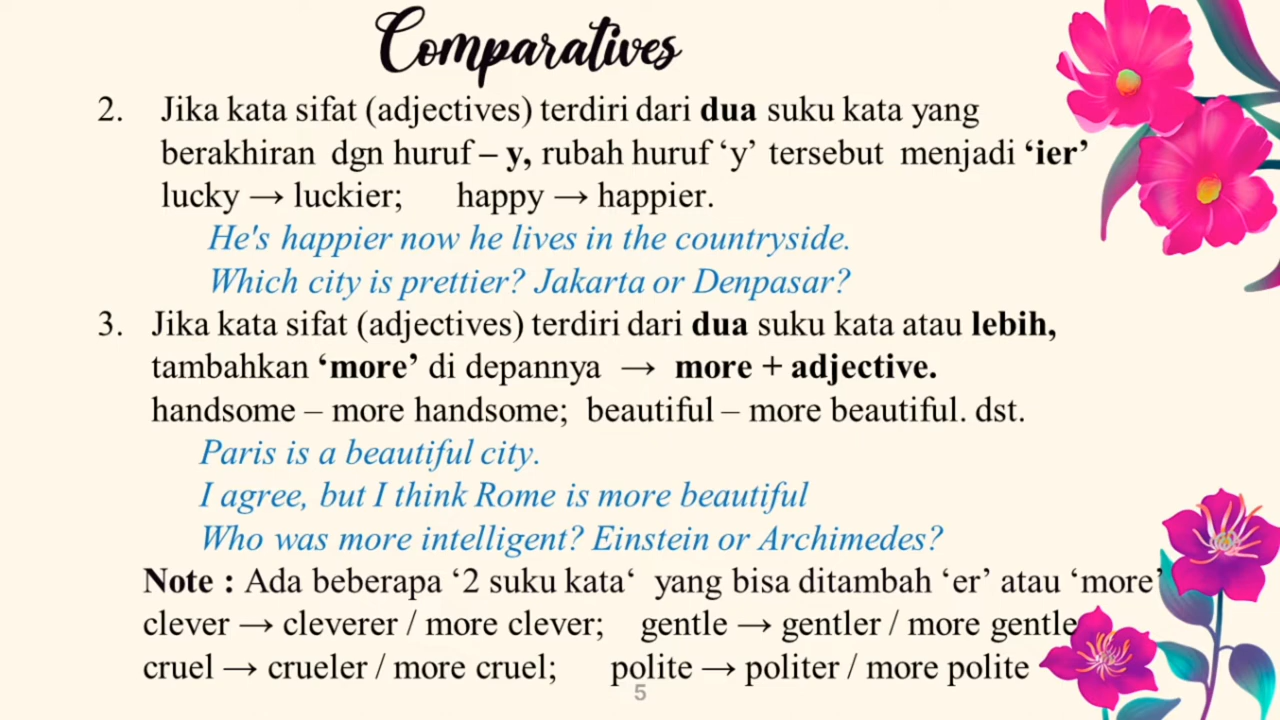 Comparatives
2. Jika kata sifat (adjectives) terdiri dari dua suku kata yang
berakhiran dgn huruf – y, rubah huruf ‘y’ tersebut menjadi ‘ier’
lucky → luckier; happy → happier.
He's happier now he lives in the countryside.
Which city is prettier? Jakarta or Denpasar?
3. Jika kata sifat (adjectives) terdiri dari dua suku kata atau lebih,
tambahkan ‘more’ di depannya → more + adjective.
handsome – more handsome; beautiful – more beautiful. dst.
Paris is a beautiful city.
I agree, but I think Rome is more beautiful
Who was more intelligent? Einstein or Archimedes?
Note : Ada beberapa ‘2 suku kata‘ yang bisa ditambah ‘er’ atau ‘more’
clever → cleverer / more clever; gentle → gentler / more gentle
cruel → crueler / more cruel; polite → politer / more polite
5